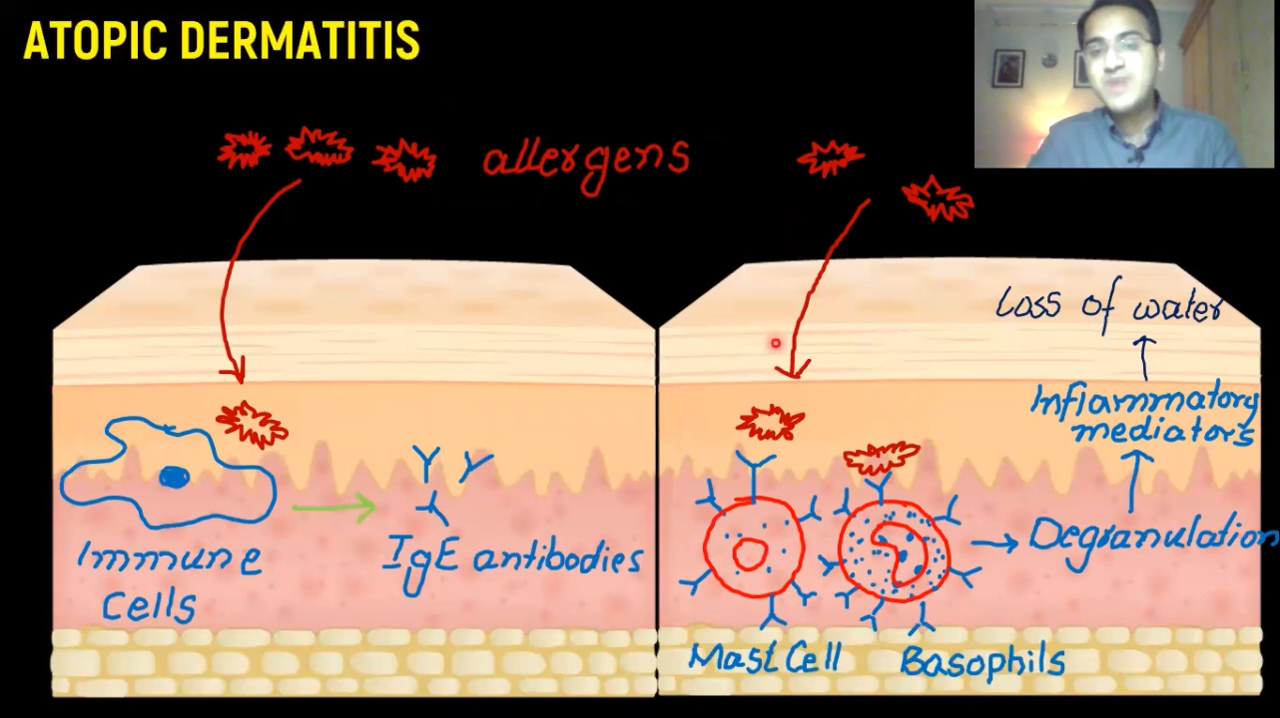 ATOPIC DERMATITIS
allergens
Loss of water
Inflammatory
mediators
Degranulation
Immune
Cells
IgE antibodies
Mast Cell
Basophils